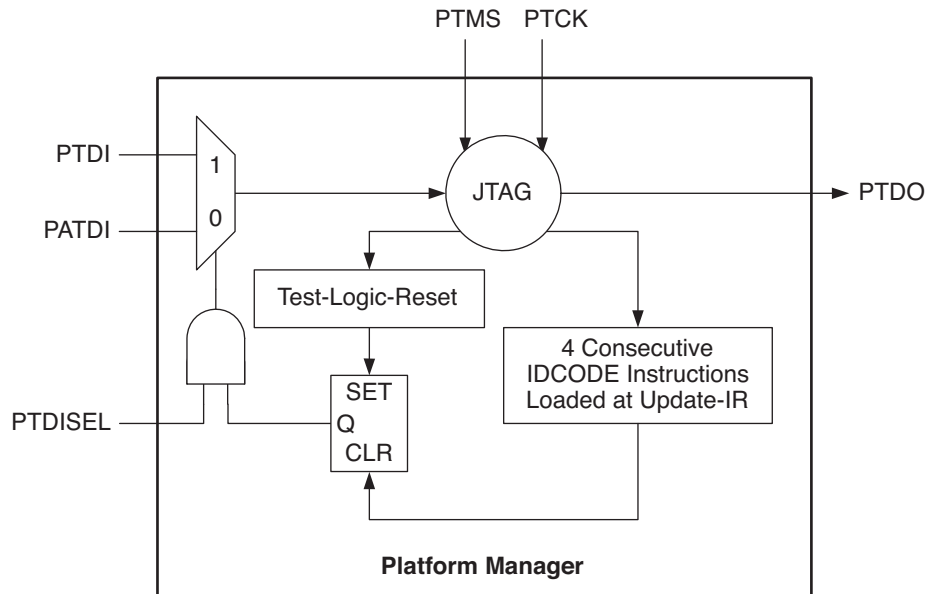 PTMS PTCK
PTDI
1
JTAG
PTDO
PATDI
0
Test-Logic-Reset
4 Consecutive
IDCODE Instructions
Loaded at Update-IR
SET
PTDISEL
Q
CLR
Platform Manager